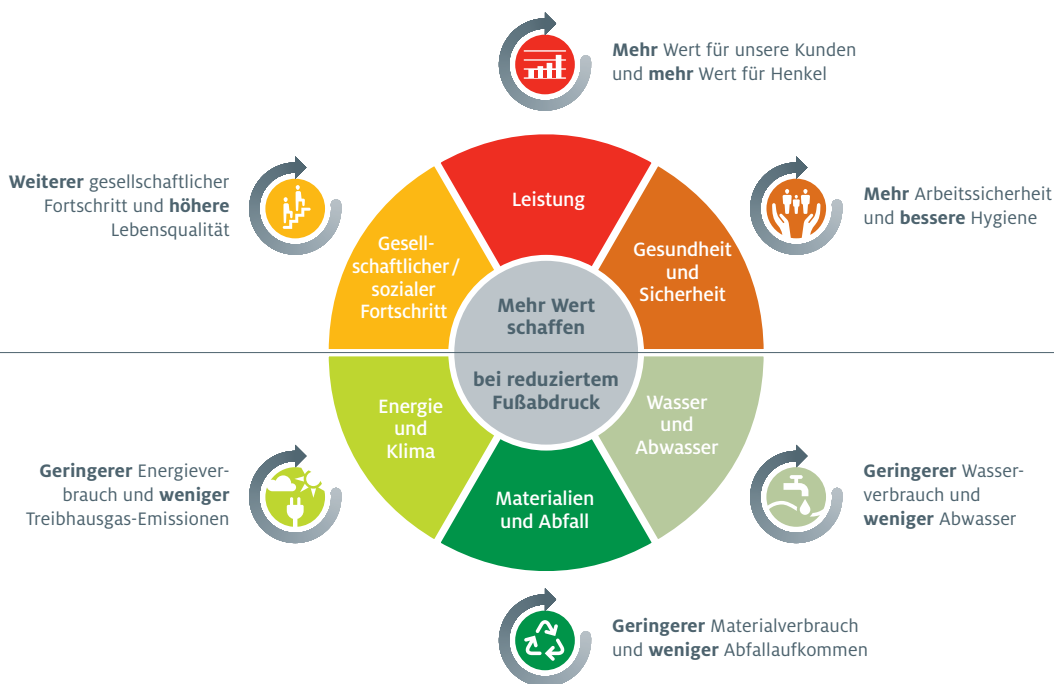 Mehr Wert für unsere Kunden
und mehr Wert für Henkel
Weiterer gesellschaftlicher
Fortschritt und höhere
Lebensqualität
Leistung
Mehr Arbeitssicherheit
und bessere Hygiene
Gesell-
schaftlicher /
sozialer
Fortschritt
Gesundheit
und
Sicherheit
Mehr Wert
schaffen
bei reduziertem
Fußabdruck
Energie
und
Klima
Wasser
und
Abwasser
Geringerer Energiever-
brauch und weniger
Treibhausgas-Emissionen
Materialien
und Abfall
Geringerer Wasser-
verbrauch und
weniger Abwasser
Geringerer Materialverbrauch
und weniger Abfallaufkommen